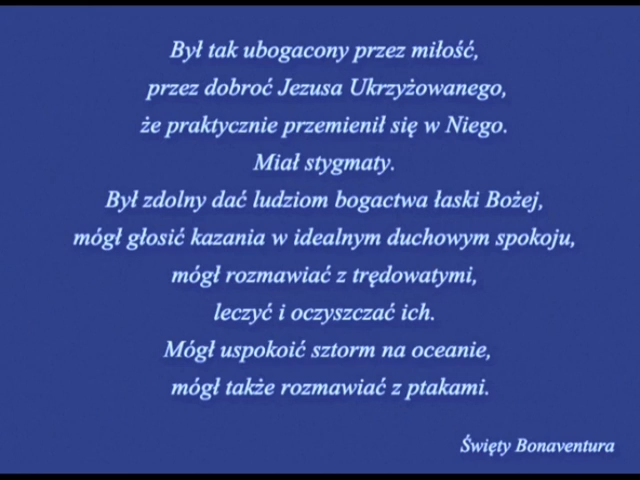 Był tak ubogacony przez miłość,
przez dobroć Jezusa Ukrzyżowanego,
że praktycznie przemienił się w Niego.
Miał stygmaty.
Był zdolny dać ludziom bogactwa łaski Bożej,
mógł głosić kazania w idealnym duchowym spokoju,
mógł rozmawiać z trędowatymi,
leczyć i oczyszczać ich.
Mógł uspokoić sztorm na oceanie,
mógł także rozmawiać z ptakami.
Święty Bonaventura